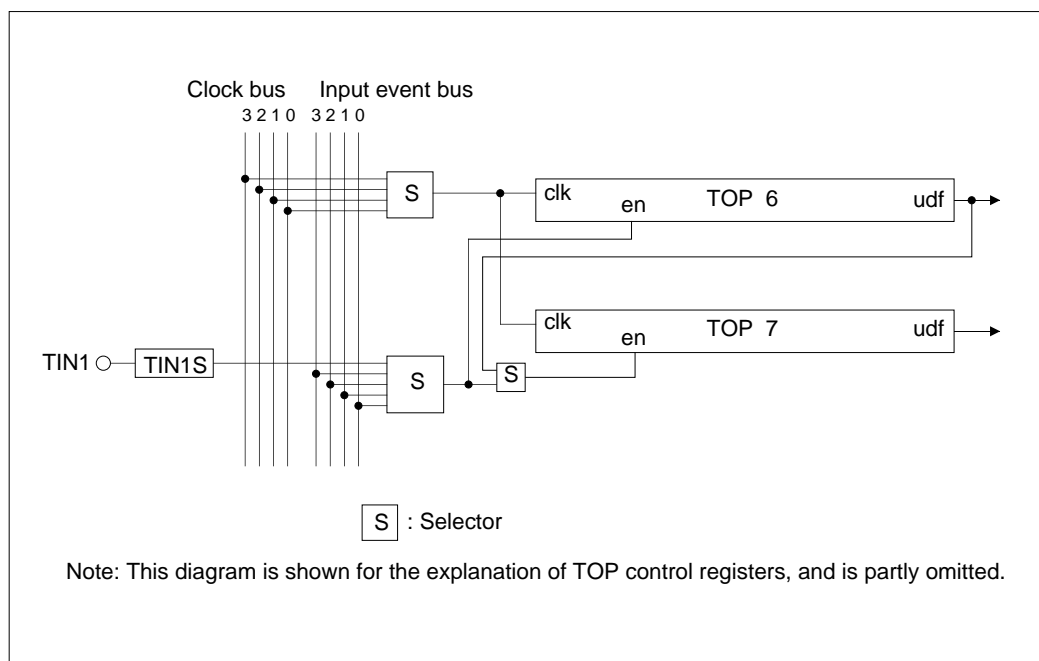 Clock bus Input event bus
3 2 1 0 3 2 1 0
S
clk en TOP 6 udf
clk en TOP 7 udf
TIN1 TIN1S S S
S : Selector
Note: This diagram is shown for the explanation of TOP control registers, and is partly omitted.